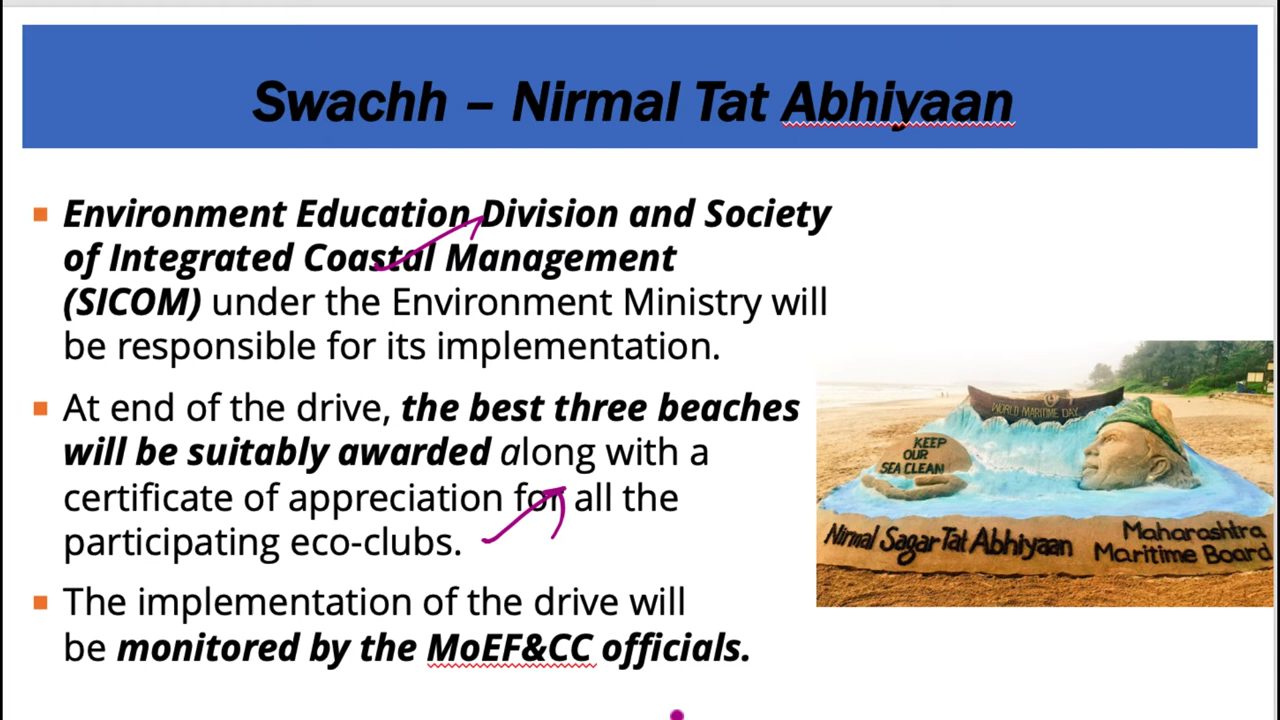 Swachh – Nirmal Tat Abhiyaan
Environment Education Division and Society
of Integrated Coastal Management
(SICOM) under the Environment Ministry will
be responsible for its implementation.
At end of the drive, the best three beaches
will be suitably awarded along with a
certificate of appreciation for all the
participating eco-clubs.
The implementation of the drive will
be monitored by the MoEF&CC officials.
WORLD MARITIME DAY
KEEP
OUR
SEA CLEAN
Nirmal Sagar Tat Abhiyaan
Maharashtra
Maritime Board